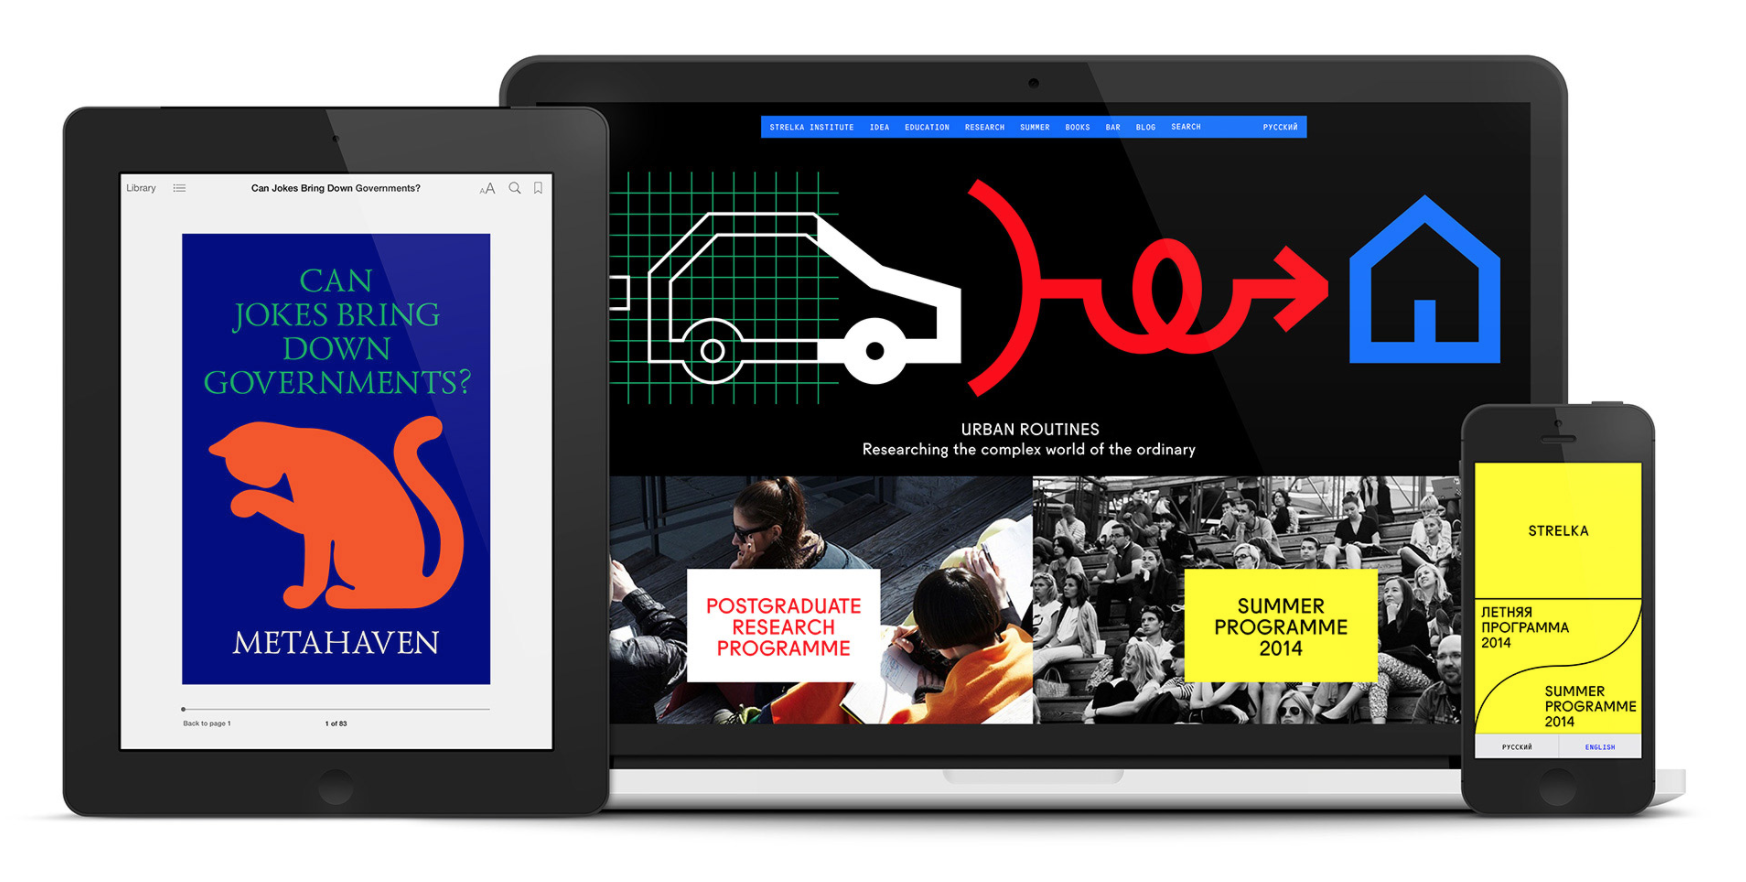 Library
Can Jokes Bring Down Governments?
AA
CAN
JOKES BRING
DOWN
GOVERNMENTS?
METAHAVEN
Back to page 1
1 of 83
STRELKA INSTITUTE IDEA EDUCATION RESEARCH SUMMER BOOKS BAR BLOG SEARCH РУССКИЙ
URBAN ROUTINES
Researching the complex world of the ordinary
POSTGRADUATE
RESEARCH
PROGRAMME
SUMMER
PROGRAMME
2014
STRELKA
ЛЕТНЯЯ
ПРОГРАММА
2014
SUMMER
PROGRAMME
2014
РУССКИЙ
ENGLISH